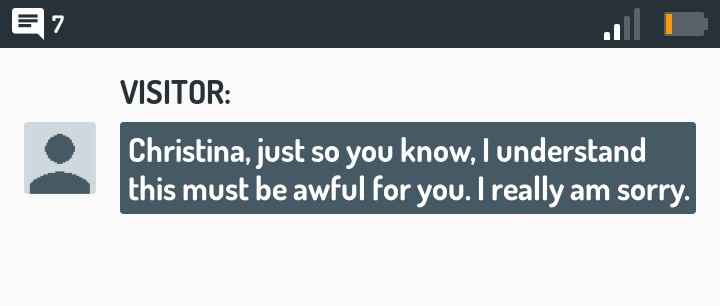 7
VISITOR:
Christina, just so you know, I understand
this must be awful for you. I really am sorry.